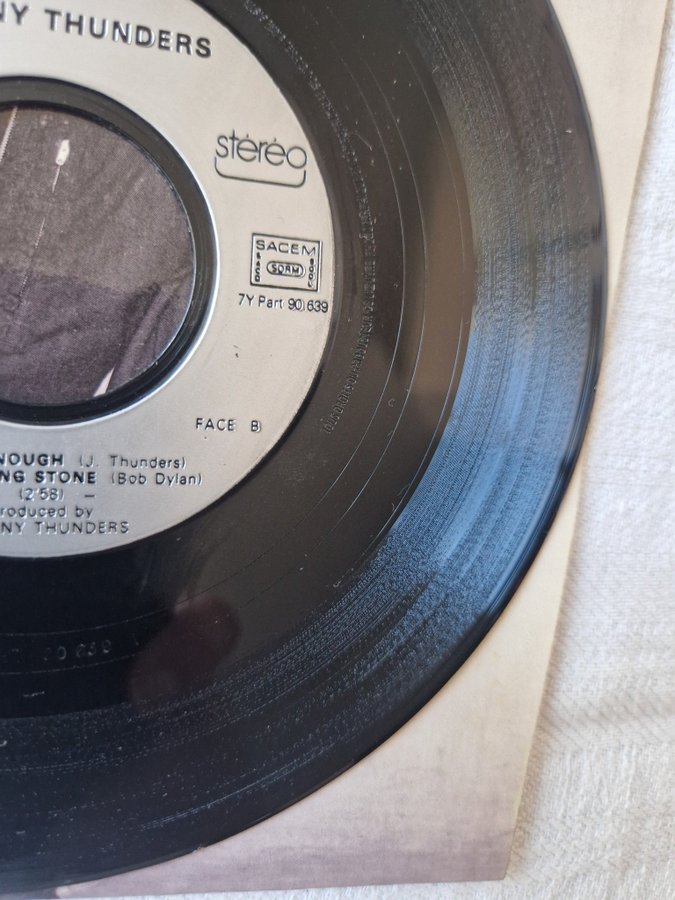 NY THUNDERS
stéréo
SACEM
SDRM
7Y Part 90.639
FACE B
NOUGH (J. Thunders)
NG STONE (Bob Dylan)
(2'58) –
roduced by
NY THUNDERS